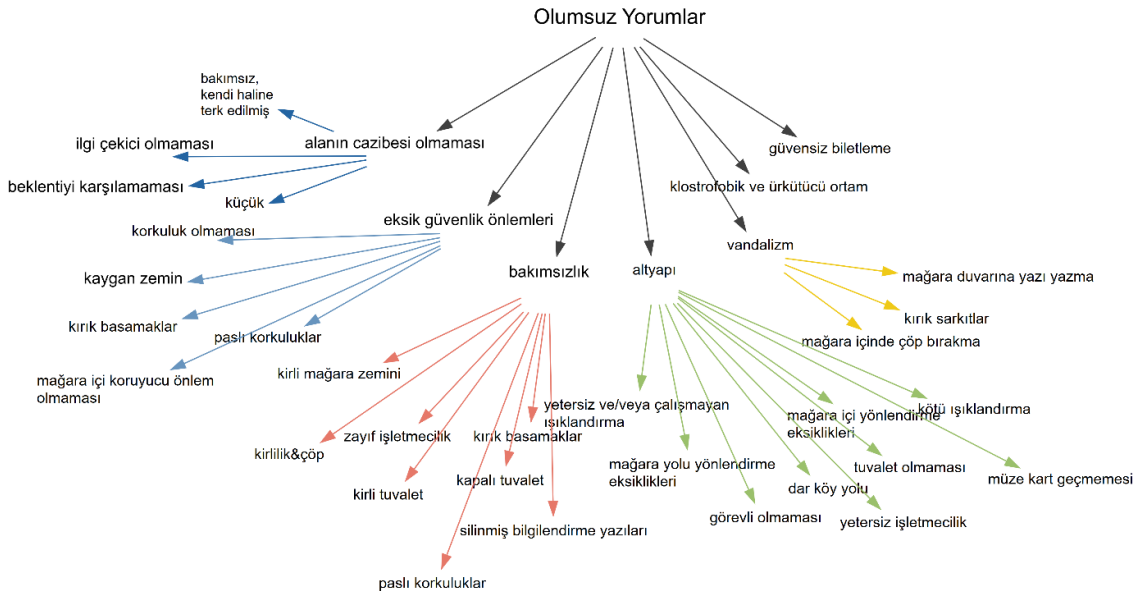 Olumsuz Yorumlar
bakımsız,
kendi haline
terk edilmiş
ilgi çekici olmaması
alanın cazibesi olmaması
güvensiz biletleme
beklentiyi karşılamaması
klostrofobik ve ürkütücü ortam
küçük
eksik güvenlik önlemleri
korkuluk olmaması
vandalizm
bakımsızlık
altyapı
kaygan zemin
mağara duvarına yazı yazma
kırık basamaklar
paslı korkuluklar
kırık sarkıtlar
mağara içinde çöp bırakma
mağara içi koruyucu önlem
olmaması
kirli mağara zemini
yetersiz ve/veya çalışmayan
ışıklandırma
mağara içi yönlendirme
eksiklikleri
kötü ışıklandırma
zayıf işletmecilik
kırık basamaklar
kirlilik&çöp
mağara yolu yönlendirme
eksiklikleri
tuvalet olmaması
müze kart geçmemesi
kapalı tuvalet
kirli tuvalet
dar köy yolu
görevli olmaması
yetersiz işletmecilik
silinmiş bilgilendirme yazıları
paslı korkuluklar